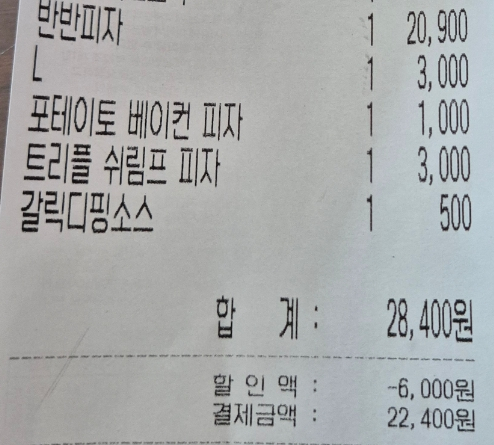 반반피자 1 20,900
L 1 3,000
포테이토 베이컨 피자 1 1,000
트리플 쉬림프 피자 1 3,000
갈릭디핑소스 1 500
합 계 : 28,400원
할 인 액 : -6,000원
결제금액 : 22,400원